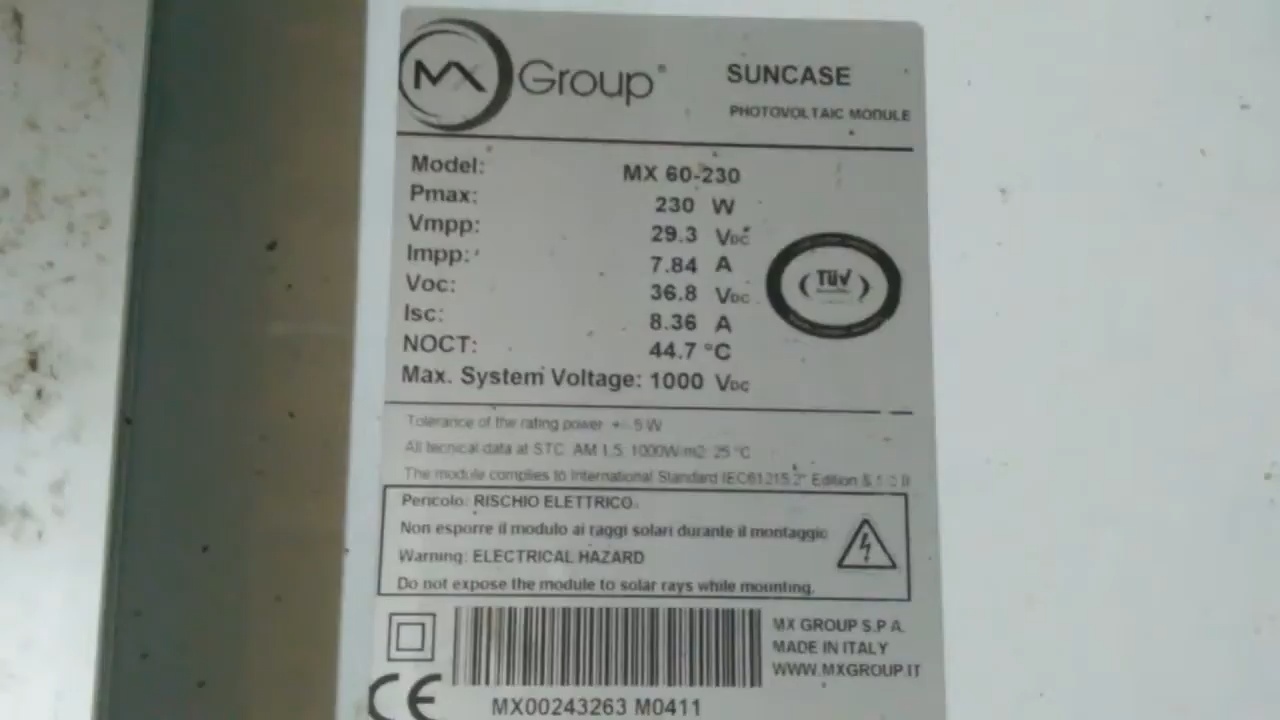 MX Group® SUNCASE
PHOTOVOLTAIC MODULE
Model: MX 60-230
Pmax: 230 W
Vmpp: 29.3 VDC
Impp: 7.84 A
Voc: 36.8 VDC
Isc: 8.36 A
NOCT: 44.7 °C
Max. System Voltage: 1000 VDC
TÜV
Tolerance of the rating power +/- 5 W
All tecnical data at STC: AM 1.5; 1000W/m2; 25 °C
The module complies to International Standard IEC61215 2° Edition &
Pericolo: RISCHIO ELETTRICO.
Non esporre il modulo ai raggi solari durante il montaggio
Warning: ELECTRICAL HAZARD
Do not expose the module to solar rays while mounting.
MX GROUP S.P.A.
MADE IN ITALY
WWW.MXGROUP.IT
CE
MX00243263 M0411